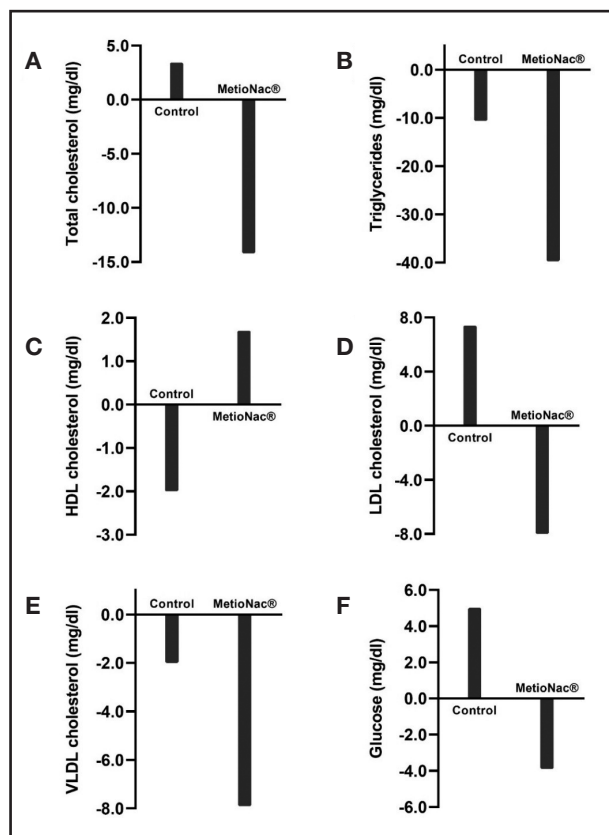 A
Total cholesterol (mg/dl)
5.0
0.0
-5.0
-10.0
-15.0
Control
MetioNac®
B
Triglycerides (mg/dl)
0.0
-10.0
-20.0
-30.0
-40.0
Control
MetioNac®
C
HDL cholesterol (mg/dl)
2.0
1.0
0.0
-1.0
-2.0
-3.0
Control
MetioNac®
D
LDL cholesterol (mg/dl)
8.0
4.0
0.0
-4.0
-8.0
Control
MetioNac®
E
VLDL cholesterol (mg/dl)
0.0
-2.0
-4.0
-6.0
-8.0
Control
MetioNac®
F
Glucose (mg/dl)
6.0
4.0
2.0
0.0
-2.0
-4.0
-6.0
Control
MetioNac®